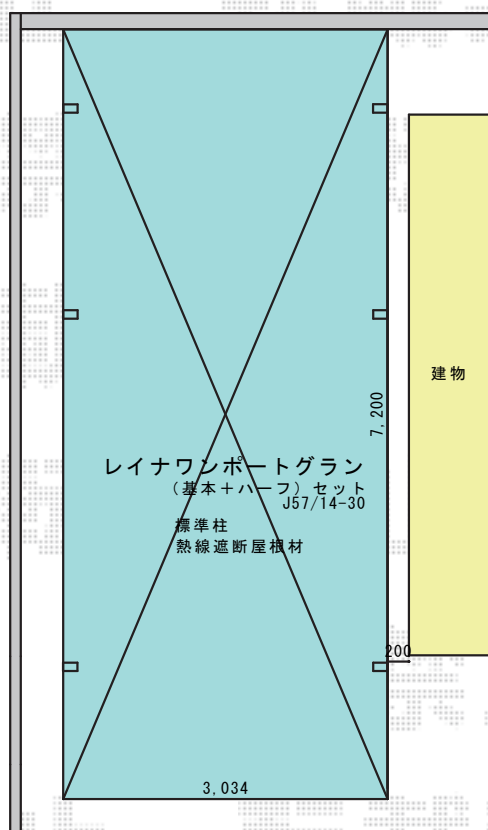 建物
7,200
レイナワンポートグラン
（基本＋ハーフ）セット
J57/14-30
標準柱
熱線遮断屋根材
200
3,034